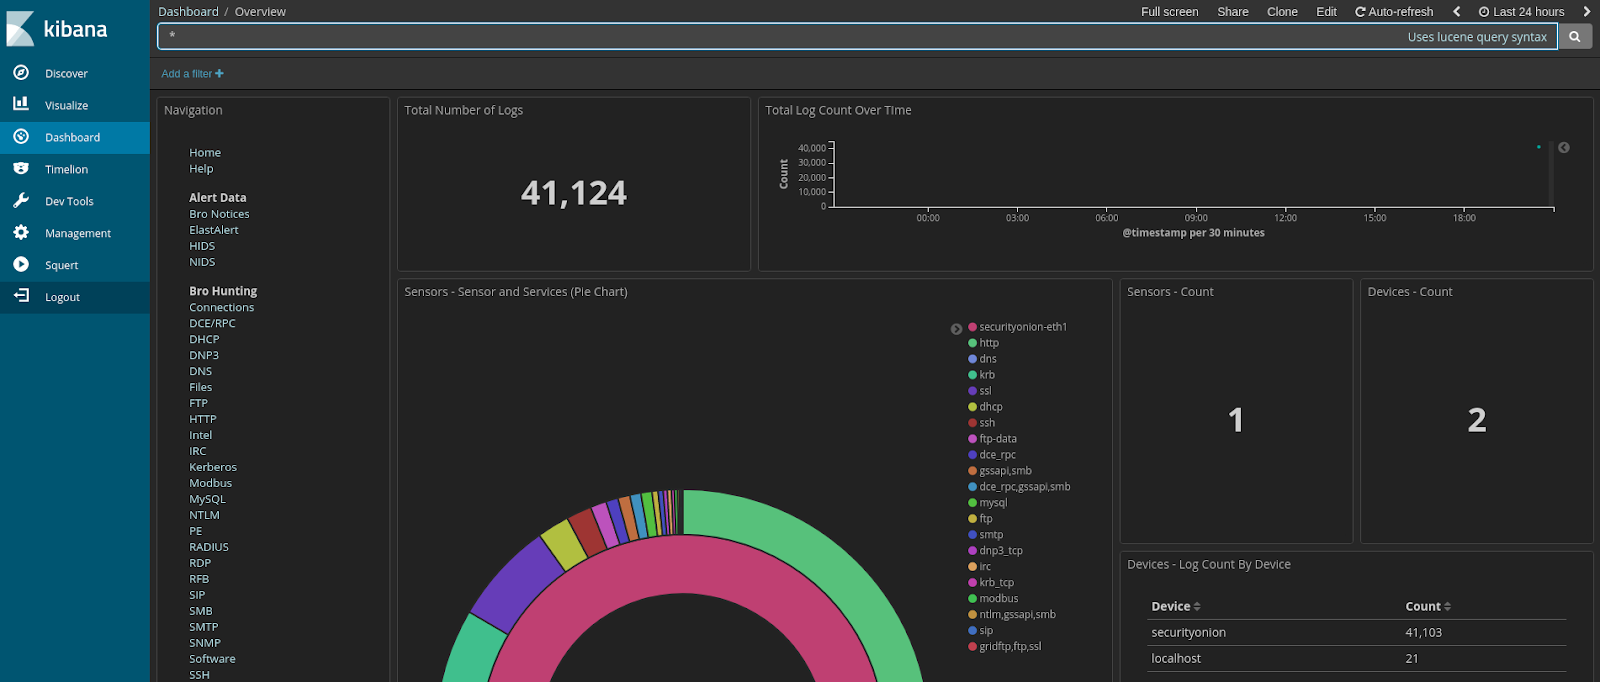 kibana
Discover
Visualize
Dashboard
Timelion
Dev Tools
Management
Squert
Logout
Dashboard / Overview
Full screen Share Clone Edit Auto-refresh Last 24 hours
* Uses lucene query syntax
Add a filter +
Navigation
Home
Help
Alert Data
Bro Notices
ElastAlert
HIDS
NIDS
Bro Hunting
Connections
DCE/RPC
DHCP
DNP3
DNS
Files
FTP
HTTP
Intel
IRC
Kerberos
Modbus
MySQL
NTLM
PE
RADIUS
RDP
RFB
SIP
SMB
SMTP
SNMP
Software
SSH
Total Number of Logs
41,124
Total Log Count Over TIme
Count
40,000
30,000
20,000
10,000
0
00:00 03:00 06:00 09:00 12:00 15:00 18:00
@timestamp per 30 minutes
Sensors - Sensor and Services (Pie Chart)
securityonion-eth1
http
dns
krb
ssl
dhcp
ssh
ftp-data
dce_rpc
gssapi,smb
dce_rpc,gssapi,smb
mysql
ftp
smtp
dnp3_tcp
irc
krb_tcp
modbus
ntlm,gssapi,smb
sip
gridftp,ftp,ssl
Sensors - Count
1
Devices - Count
2
Devices - Log Count By Device
Device Count
securityonion 41,103
localhost 21